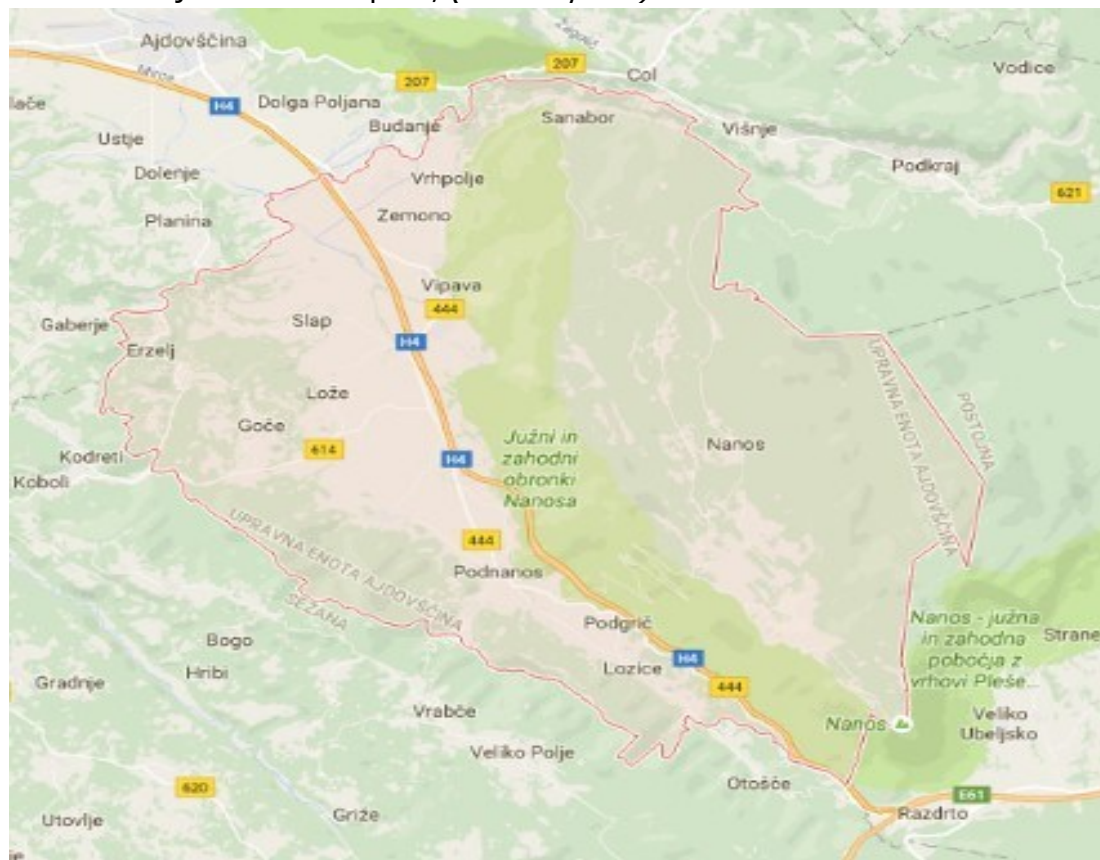 Ajdovščina
207
207
Col
Vodice
H4
Dolga Poljana
Budanje
Sanabor
Višnje
Ustje
Dolenje
Vrhpolje
Podkraj
621
Planina
Zemono
Vipava
444
Gaberje
Slap
H4
Erzelj
Lože
Goče
614
H4
Kodreti
Koboli
Južni in
zahodni
obronki
Nanosa
Nanos
UPRAVNA ENOTA AJDOVŠČINA
POSTOJNA
UPRAVNA ENOTA AJDOVŠČINA
SEŽANA
444
Podnanos
Podgrič
Lozice
H4
444
Nanos - južna
in zahodna
pobočja z
vrhovi Pleše...
Strane
Bogo
Hribi
Gradnje
Vrabče
Veliko Polje
Nanos
Veliko
Ubeljsko
Otošče
620
Griže
Utovlje
E61
Razdrto